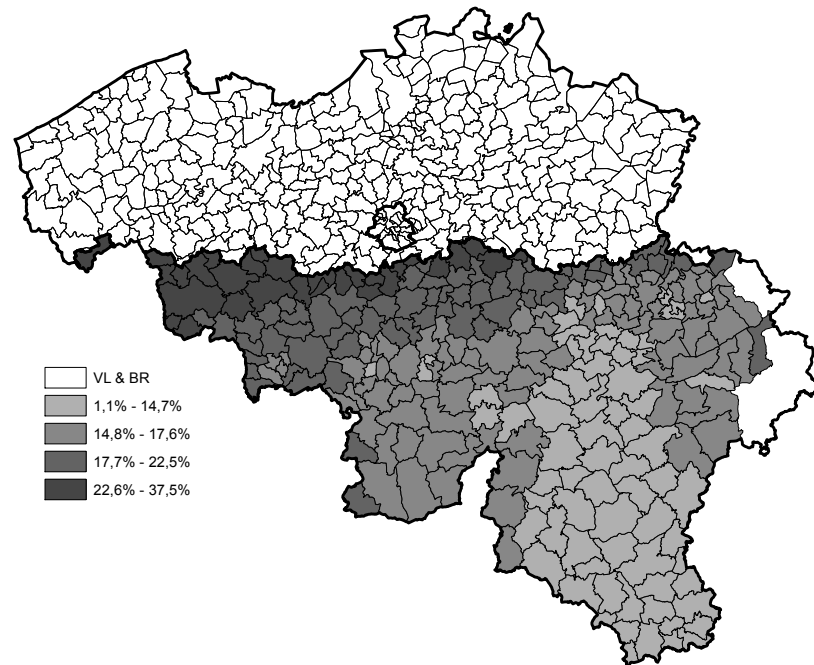 VL & BR
1,1% - 14,7%
14,8% - 17,6%
17,7% - 22,5%
22,6% - 37,5%